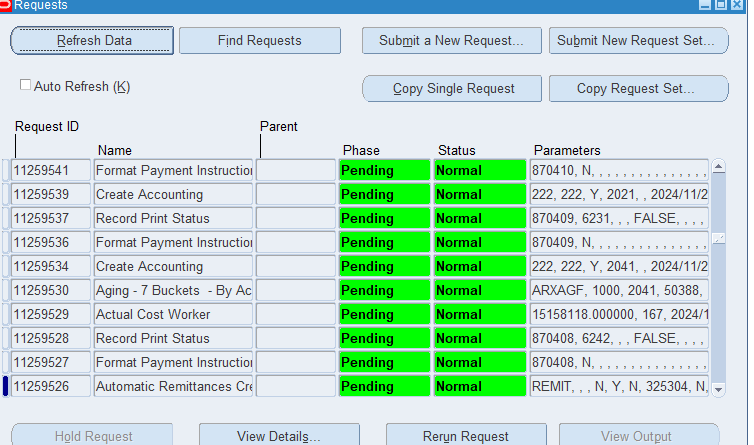 Requests
Refresh Data Find Requests Submit a New Request... Submit New Request Set...
Auto Refresh (K) Copy Single Request Copy Request Set...
Request ID Parent
Name Phase Status Parameters
11259541 Format Payment Instruction Pending Normal 870410, N, , , , , , , , , , , , , , ,
11259539 Create Accounting Pending Normal 222, 222, Y, 2021, , 2024/11/2
11259537 Record Print Status Pending Normal 870409, 6231, , , FALSE, , , ,
11259536 Format Payment Instruction Pending Normal 870409, N, , , , , , , , , , , , , , ,
11259534 Create Accounting Pending Normal 222, 222, Y, 2041, , 2024/11/2
11259530 Aging - 7 Buckets - By Ac Pending Normal ARXAGF, 1000, 2041, 50388,
11259529 Actual Cost Worker Pending Normal 15158118.000000, 167, 2024/1
11259528 Record Print Status Pending Normal 870408, 6242, , , FALSE, , , ,
11259527 Format Payment Instruction Pending Normal 870408, N, , , , , , , , , , , , , , ,
11259526 Automatic Remittances Cre Pending Normal REMIT, , , N, Y, N, 325304, N,
Hold Request View Details... Rerun Request View Output